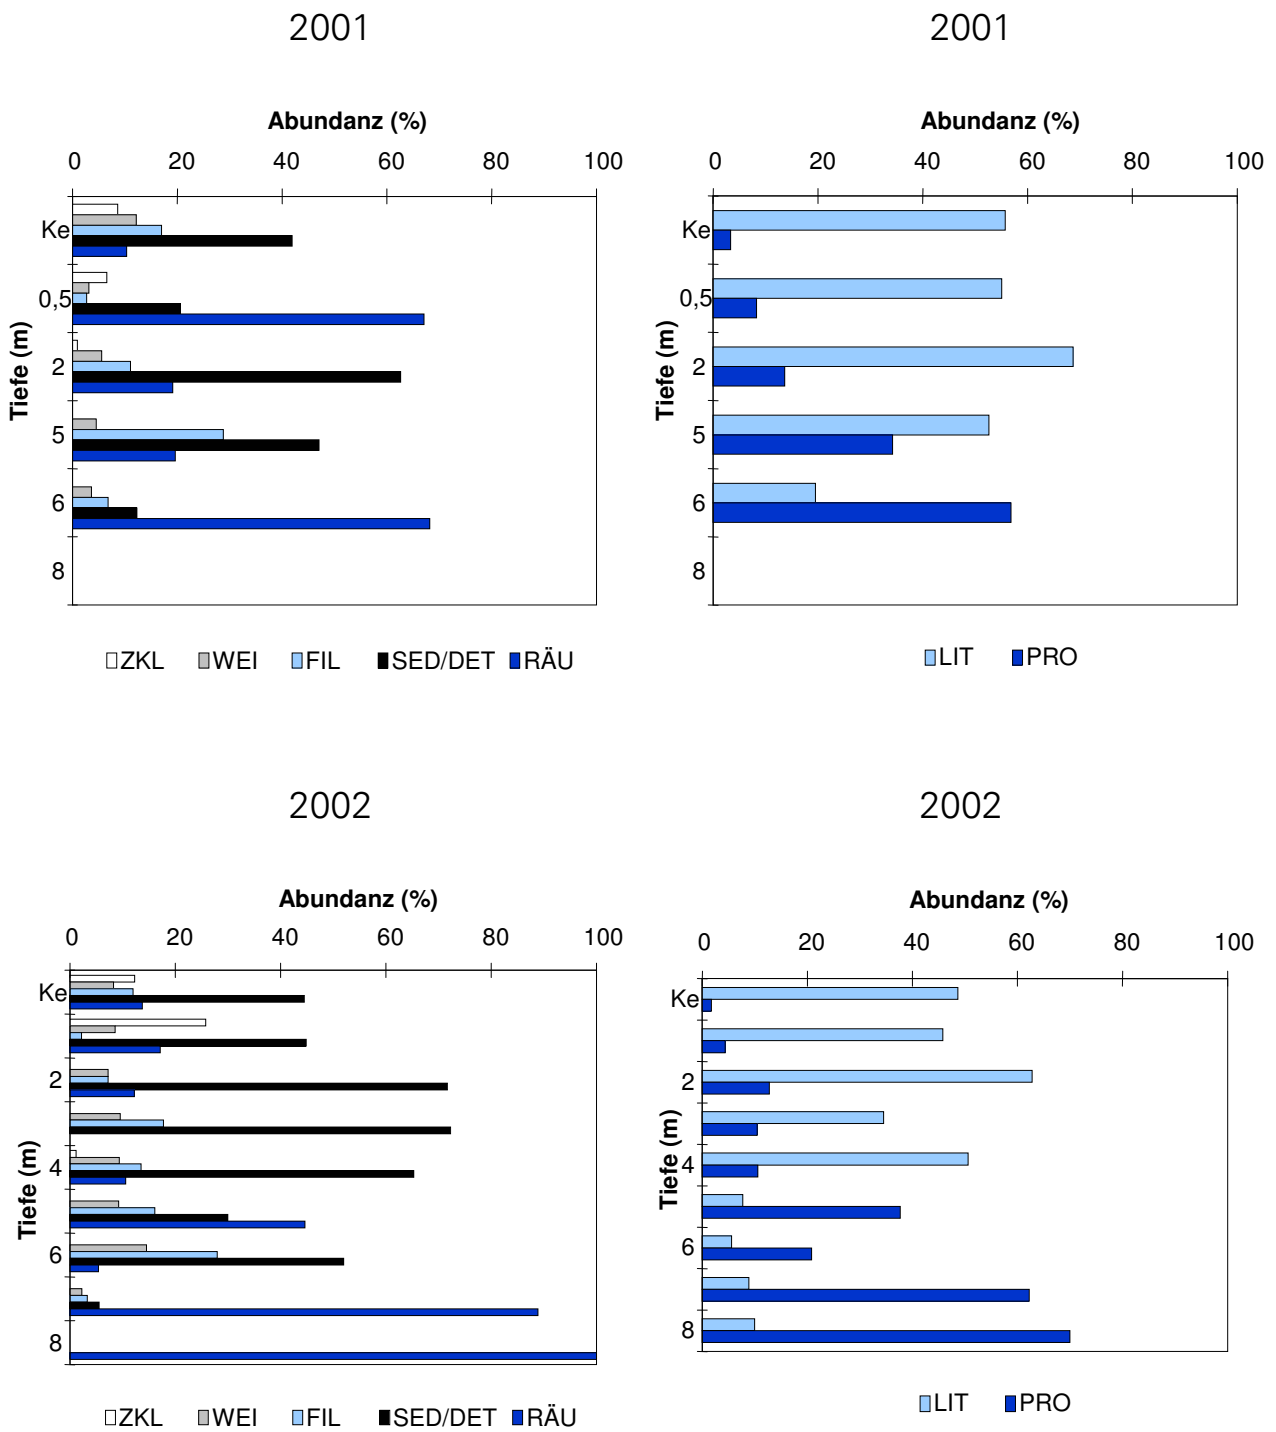 2001
Abundanz (%)
0 20 40 60 80 100
Tiefe (m)
Ke
0,5
2
5
6
8
ZKL WEI FIL SED/DET RÄU
2001
Abundanz (%)
0 20 40 60 80 100
Tiefe (m)
Ke
0,5
2
5
6
8
LIT PRO
2002
Abundanz (%)
0 20 40 60 80 100
Tiefe (m)
Ke
2
4
6
8
ZKL WEI FIL SED/DET RÄU
2002
Abundanz (%)
0 20 40 60 80 100
Tiefe (m)
Ke
2
4
6
8
LIT PRO